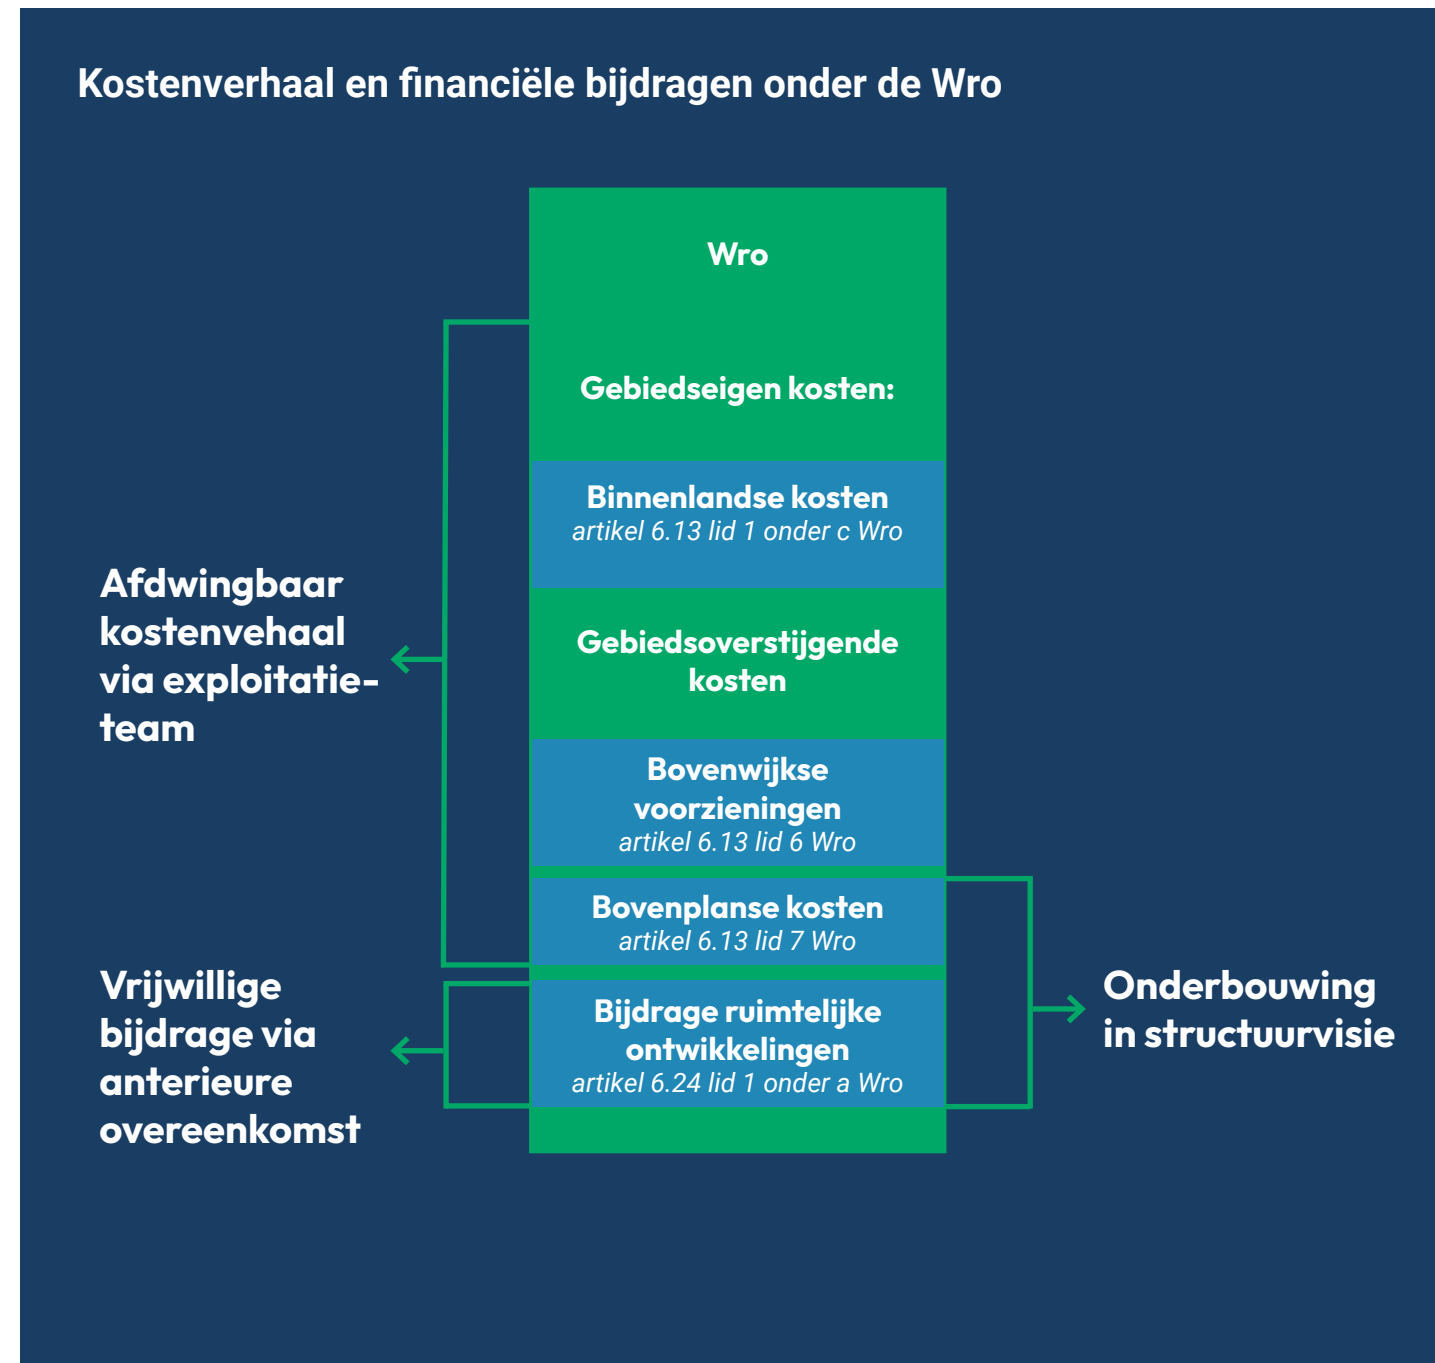 Kostenverhaal en financiële bijdragen onder de Wro
Wro
Gebiedseigen kosten:
Binnenlandse kosten
artikel 6.13 lid 1 onder c Wro
Gebiedsoverstijgende
kosten
Bovenwijkse
voorzieningen
artikel 6.13 lid 6 Wro
Bovenplanse kosten
artikel 6.13 lid 7 Wro
Bijdrage ruimtelijke
ontwikkelingen
artikel 6.24 lid 1 onder a Wro
Afdwingbaar
kostenvehaal
via exploitatie-
team
Vrijwillige
bijdrage via
anterieure
overeenkomst
Onderbouwing
in structuurvisie